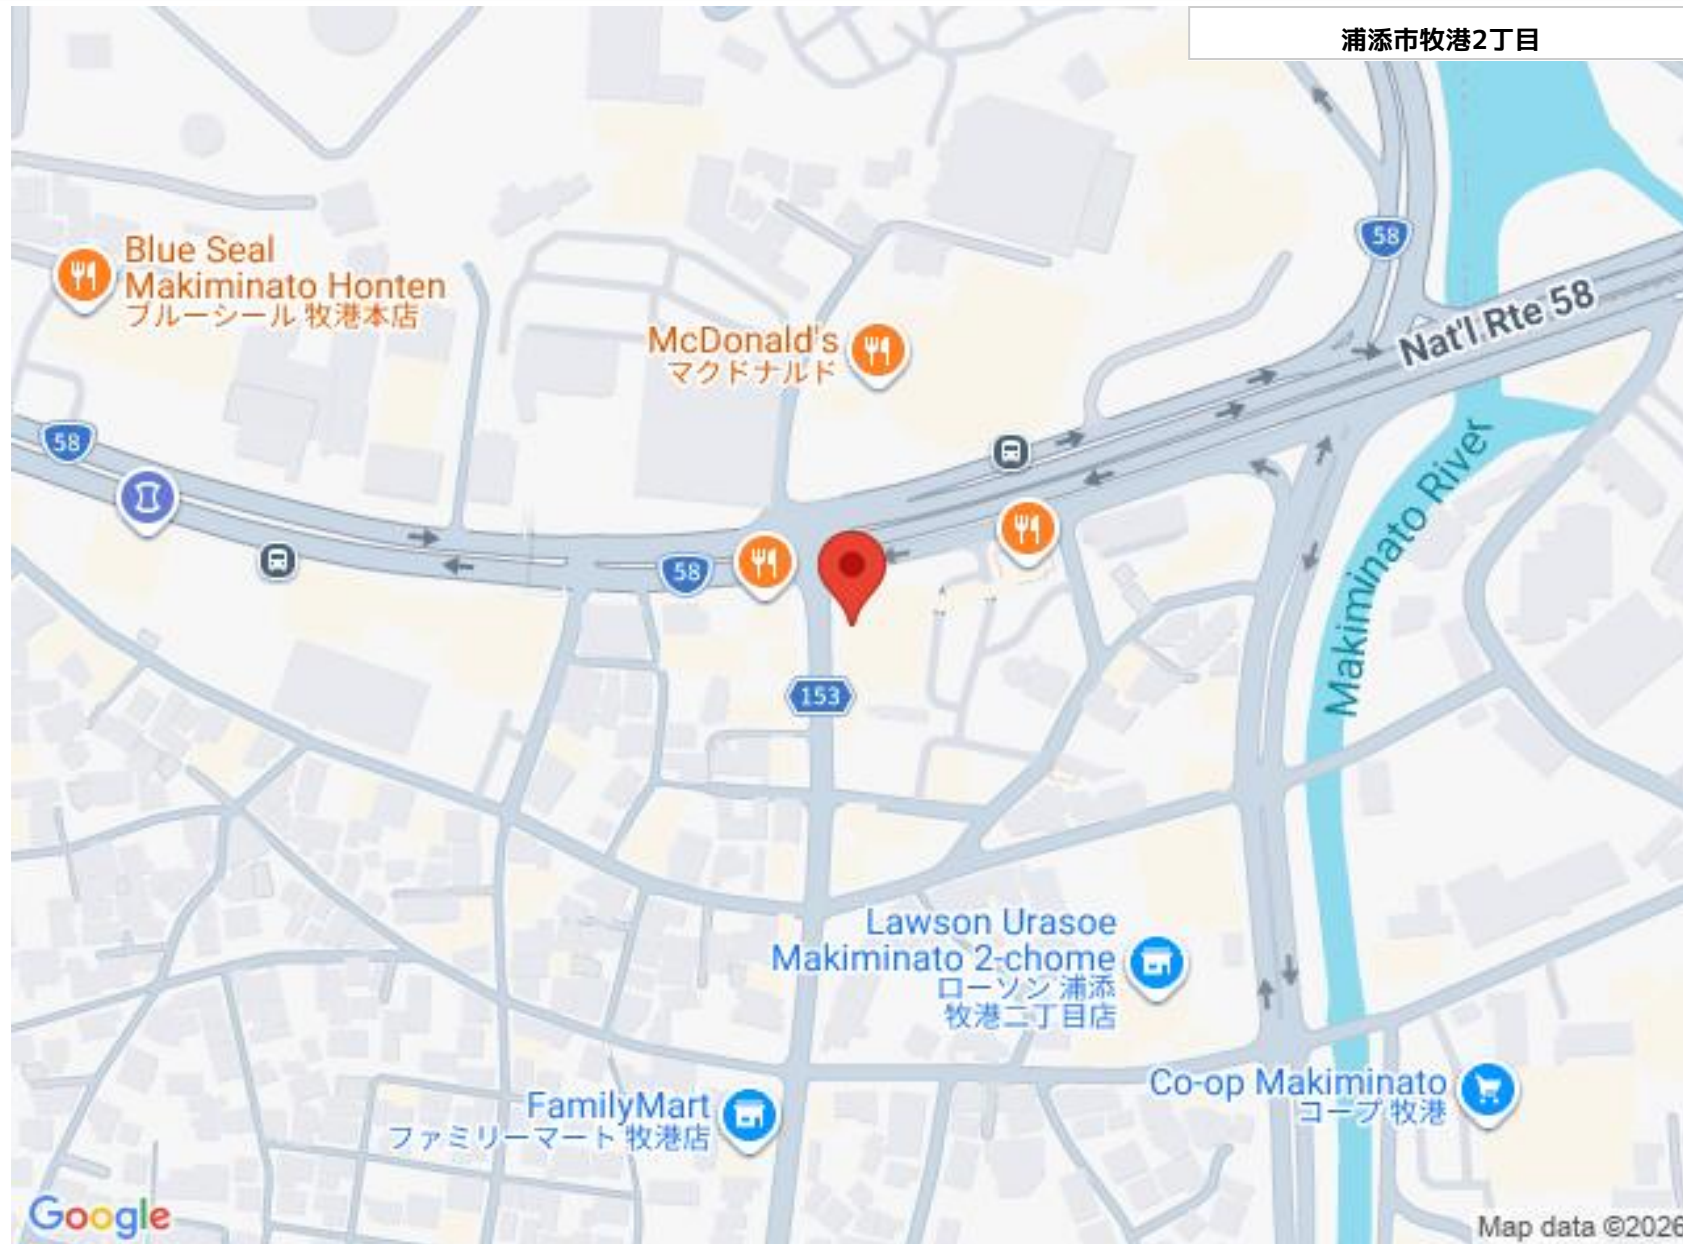 浦添市牧港2丁目
58
Blue Seal
Makiminato Honten
ブルーシール 牧港本店
Nat'l Rte 58
McDonald's
マクドナルド
58
Makiminato River
58
153
Lawson Urasoe
Makiminato 2-chome
ローソン 浦添
牧港二丁目店
Co-op Makiminato
コープ 牧港
FamilyMart
ファミリーマート 牧港店
Google
Map data ©2026